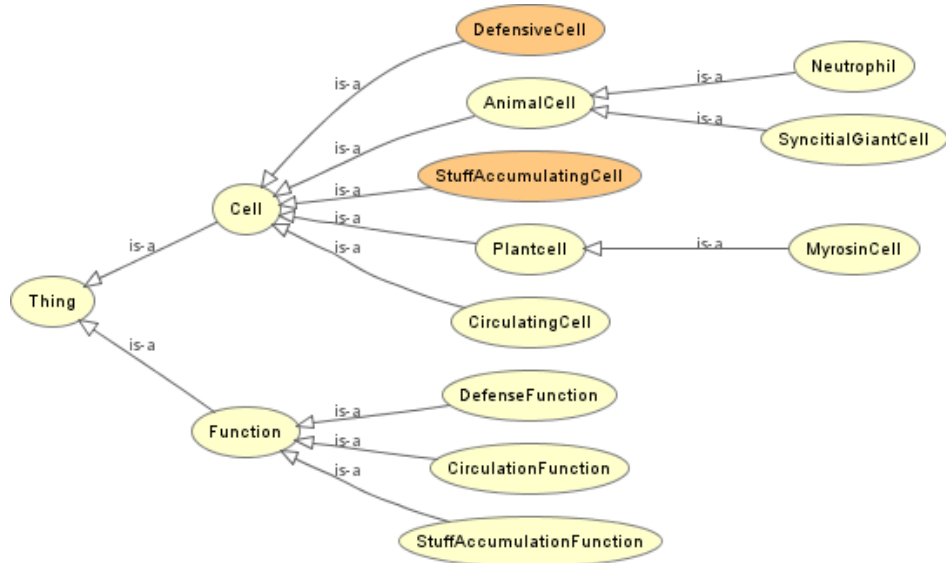 DefensiveCell
is-a
Neutrophil
is-a
AnimalCell
is-a
is-a
SyncitialGiantCell
StuffAccumulatingCell
is-a
Cell
is-a
is-a
Plantcell
is-a
MyrosinCell
is-a
Thing
CirculatingCell
is-a
DefenseFunction
is-a
Function
is-a
CirculationFunction
is-a
StuffAccumulationFunction